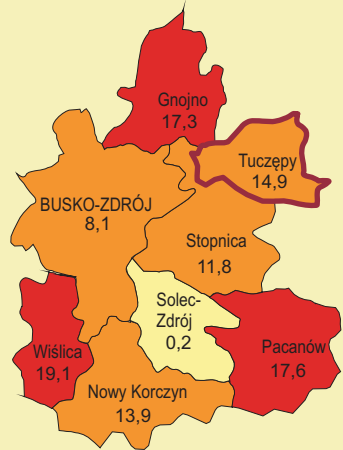 Gnojno
17,3
Tuczępy
14,9
BUSKO-ZDRÓJ
8,1
Stopnica
11,8
Solec-
Zdrój
0,2
Wiślica
19,1
Pacanów
17,6
Nowy Korczyn
13,9